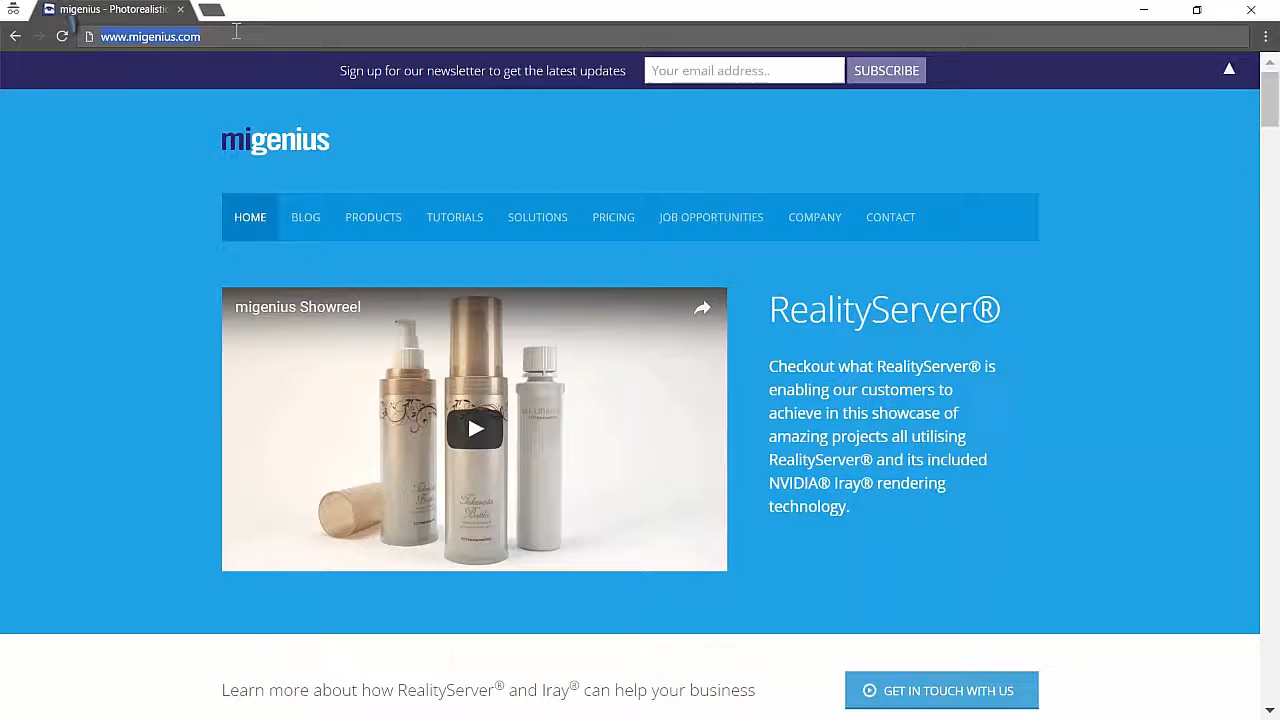 migenius - Photorealistic
www.migenius.com
Sign up for our newsletter to get the latest updates
Your email address..
SUBSCRIBE
migenius
HOME BLOG PRODUCTS TUTORIALS SOLUTIONS PRICING JOB OPPORTUNITIES COMPANY CONTACT
migenius Showreel
Takemoto
Bottle
RealityServer®
Checkout what RealityServer® is
enabling our customers to
achieve in this showcase of
amazing projects all utilising
RealityServer® and its included
NVIDIA® Iray® rendering
technology.
Learn more about how RealityServer® and Iray® can help your business
GET IN TOUCH WITH US